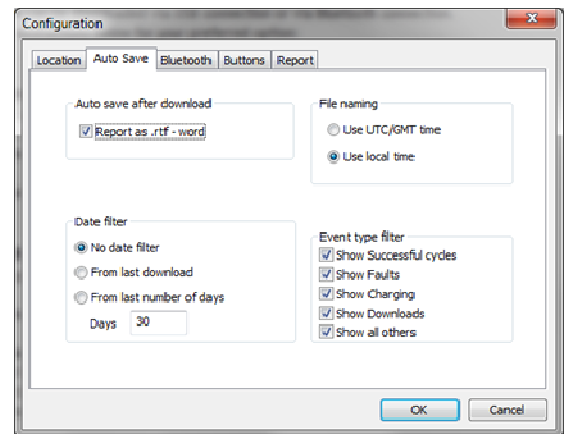 Configuration
Location Auto Save Bluetooth Buttons Report
Auto save after download
Report as .rtf - word
File naming
Use UTC/GMT time
Use local time
Date filter
No date filter
From last download
From last number of days
Days 30
Event type filter
Show Successful cycles
Show Faults
Show Charging
Show Downloads
Show all others
OK Cancel